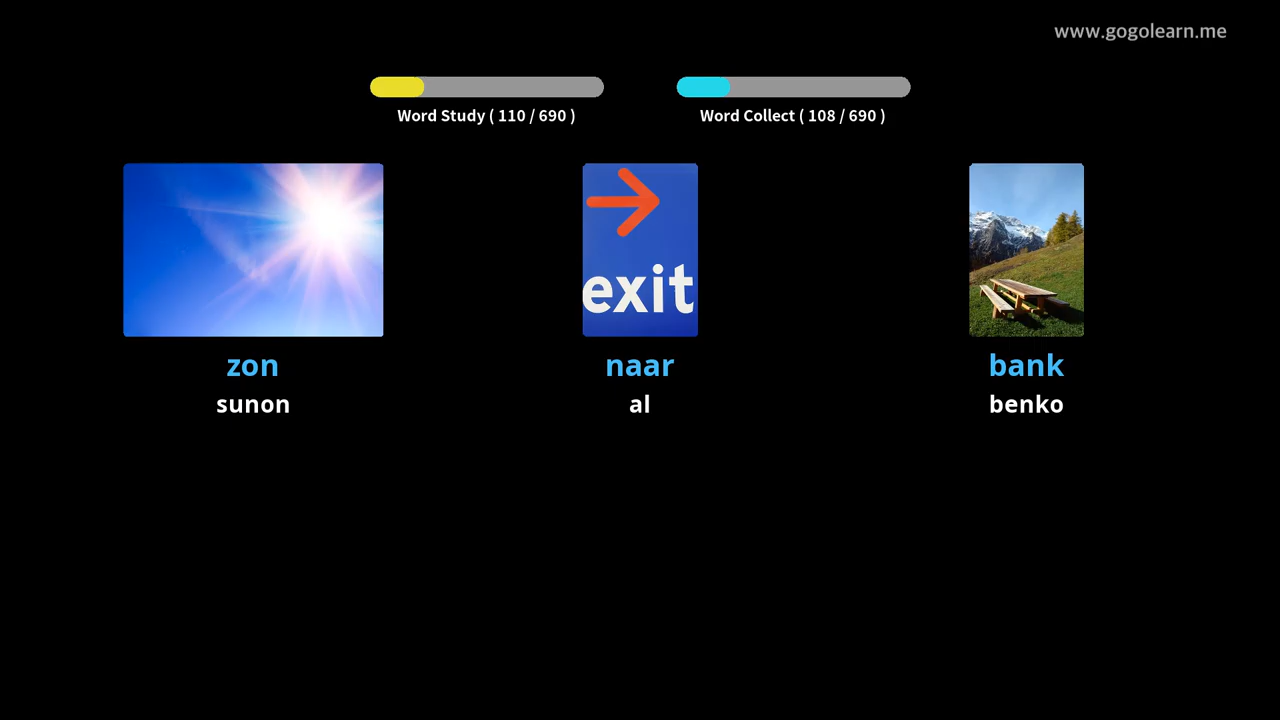 www.gogolearn.me
Word Study ( 110 / 690 )
Word Collect ( 108 / 690 )
exit
zon
naar
bank
sunon
al
benko